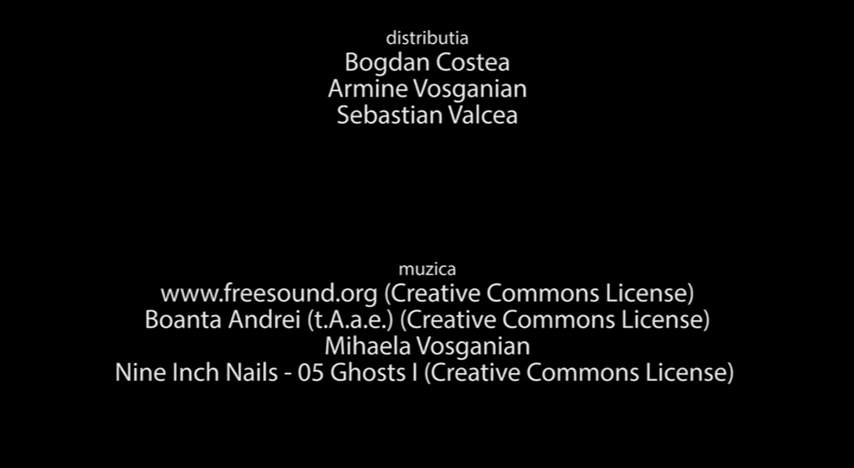 distributia
Bogdan Costea
Armine Vosganian
Sebastian Valcea
muzica
www.freesound.org (Creative Commons License)
Boanta Andrei (t.A.a.e.) (Creative Commons License)
Mihaela Vosganian
Nine Inch Nails - 05 Ghosts I (Creative Commons License)